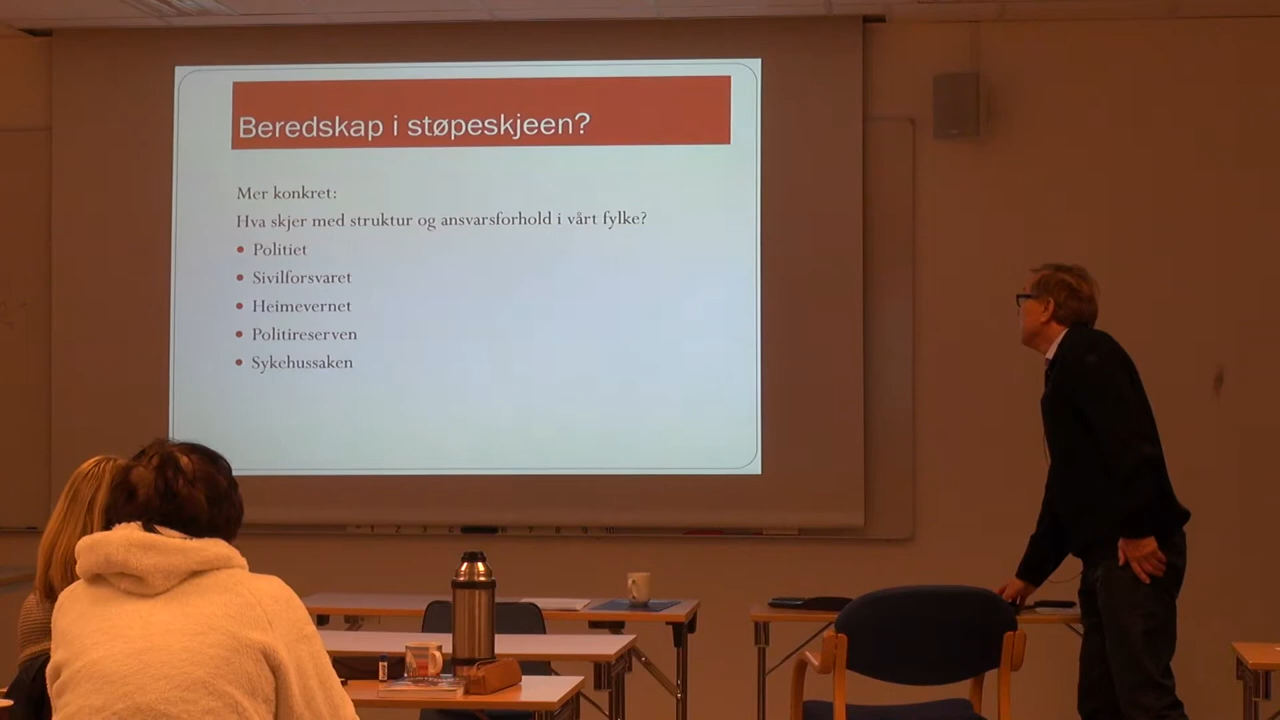 Beredskap i støpeskjeen?
Mer konkret:
Hva skjer med struktur og ansvarsforhold i vårt fylke?
• Politiet
• Sivilforsvaret
• Heimevernet
• Politireserven
• Sykehussaken